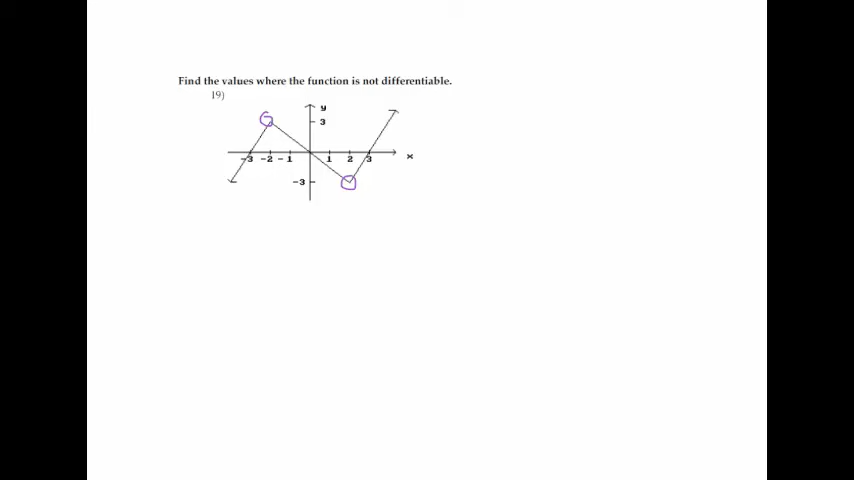 Find the values where the function is not differentiable.
19)
y
3
-3 -2 -1 1 2 3 x
-3